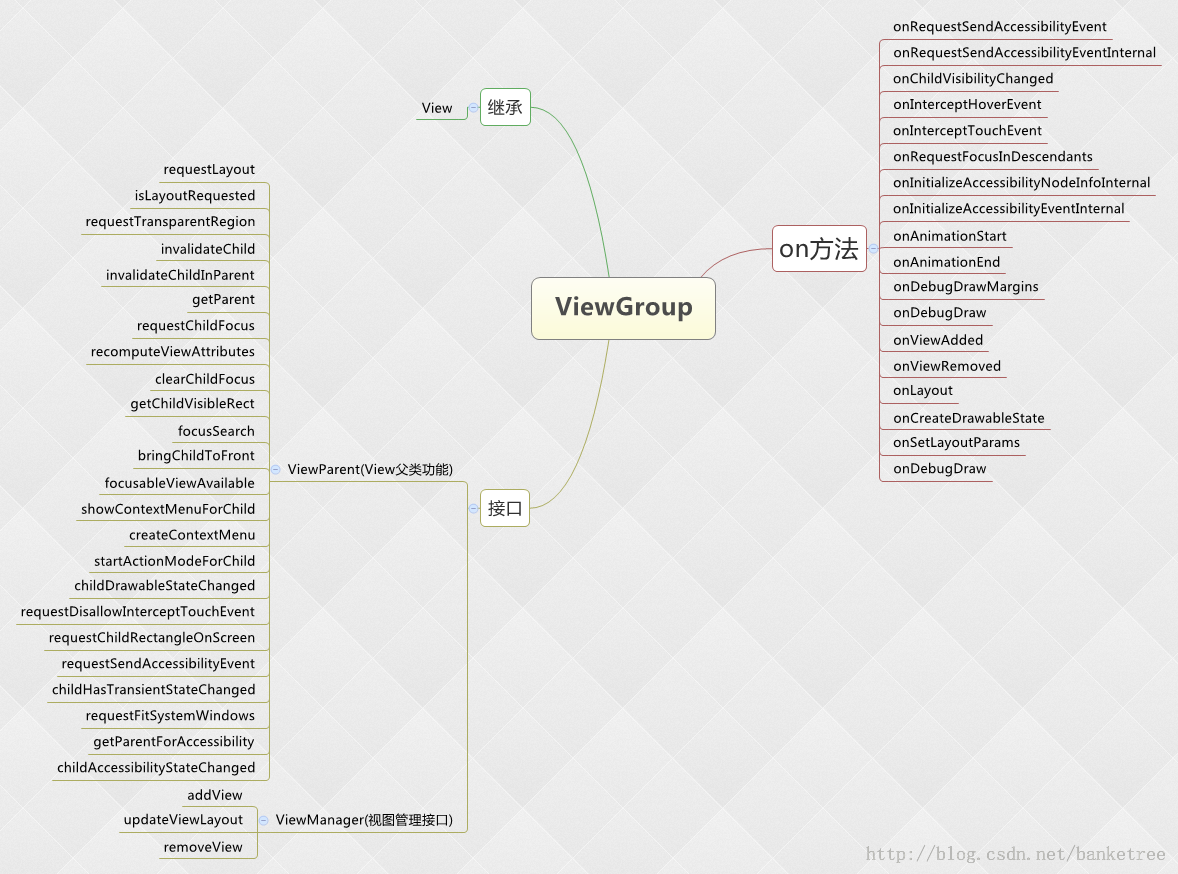 ViewGroup
继承
View
on方法
onRequestSendAccessibilityEvent
onRequestSendAccessibilityEventInternal
onChildVisibilityChanged
onInterceptHoverEvent
onInterceptTouchEvent
onRequestFocusInDescendants
onInitializeAccessibilityNodeInfoInternal
onInitializeAccessibilityEventInternal
onAnimationStart
onAnimationEnd
onDebugDrawMargins
onDebugDraw
onViewAdded
onViewRemoved
onLayout
onCreateDrawableState
onSetLayoutParams
onDebugDraw
接口
ViewParent(View父类功能)
requestLayout
isLayoutRequested
requestTransparentRegion
invalidateChild
invalidateChildInParent
getParent
requestChildFocus
recomputeViewAttributes
clearChildFocus
getChildVisibleRect
focusSearch
bringChildToFront
focusableViewAvailable
showContextMenuForChild
createContextMenu
startActionModeForChild
childDrawableStateChanged
requestDisallowInterceptTouchEvent
requestChildRectangleOnScreen
requestSendAccessibilityEvent
childHasTransientStateChanged
requestFitSystemWindows
getParentForAccessibility
childAccessibilityStateChanged
ViewManager(视图管理接口)
addView
updateViewLayout
removeView
http://blog.csdn.net/banketree